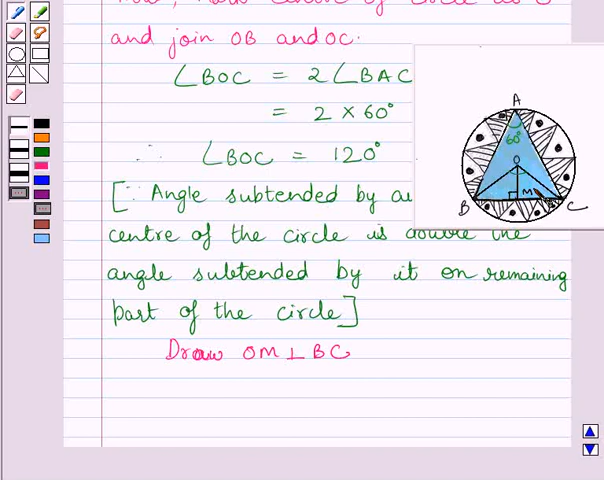 and join OB and OC.
∠BOC = 2∠BAC
= 2 × 60°
∴ ∠BOC = 120°
[∵ Angle subtended by
centre of the circle is double the
angle subtended by it on remaining
part of the circle]
Draw OM ⊥ BC
A
60°
O
M
B
C